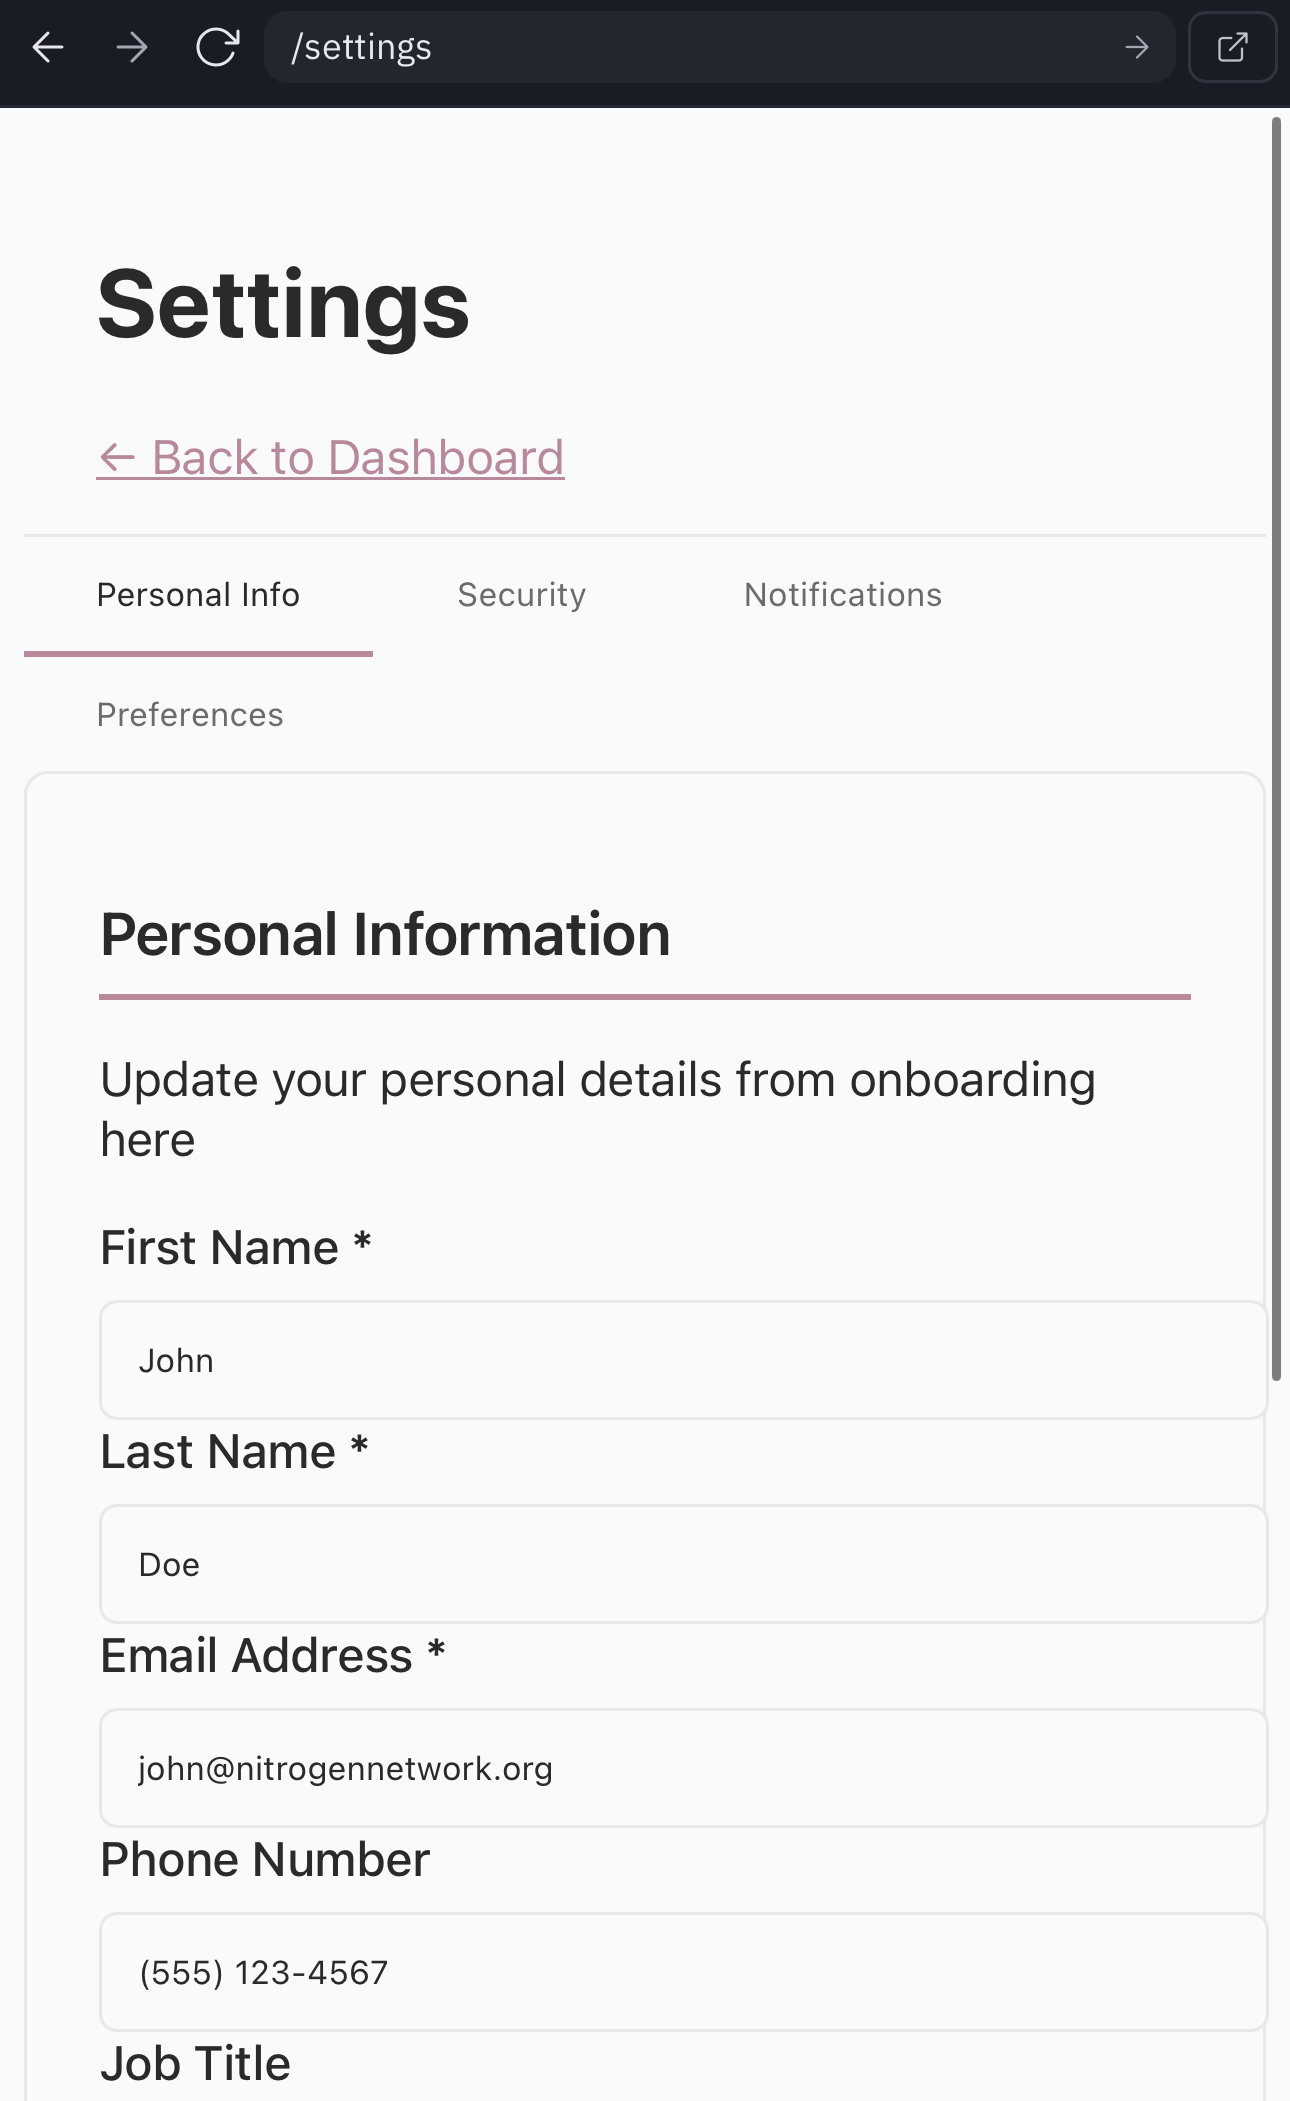 /settings
Settings
← Back to Dashboard
Personal Info Security Notifications
Preferences
Personal Information
Update your personal details from onboarding
here
First Name *
John
Last Name *
Doe
Email Address *
john@nitrogennetwork.org
Phone Number
(555) 123-4567
Job Title